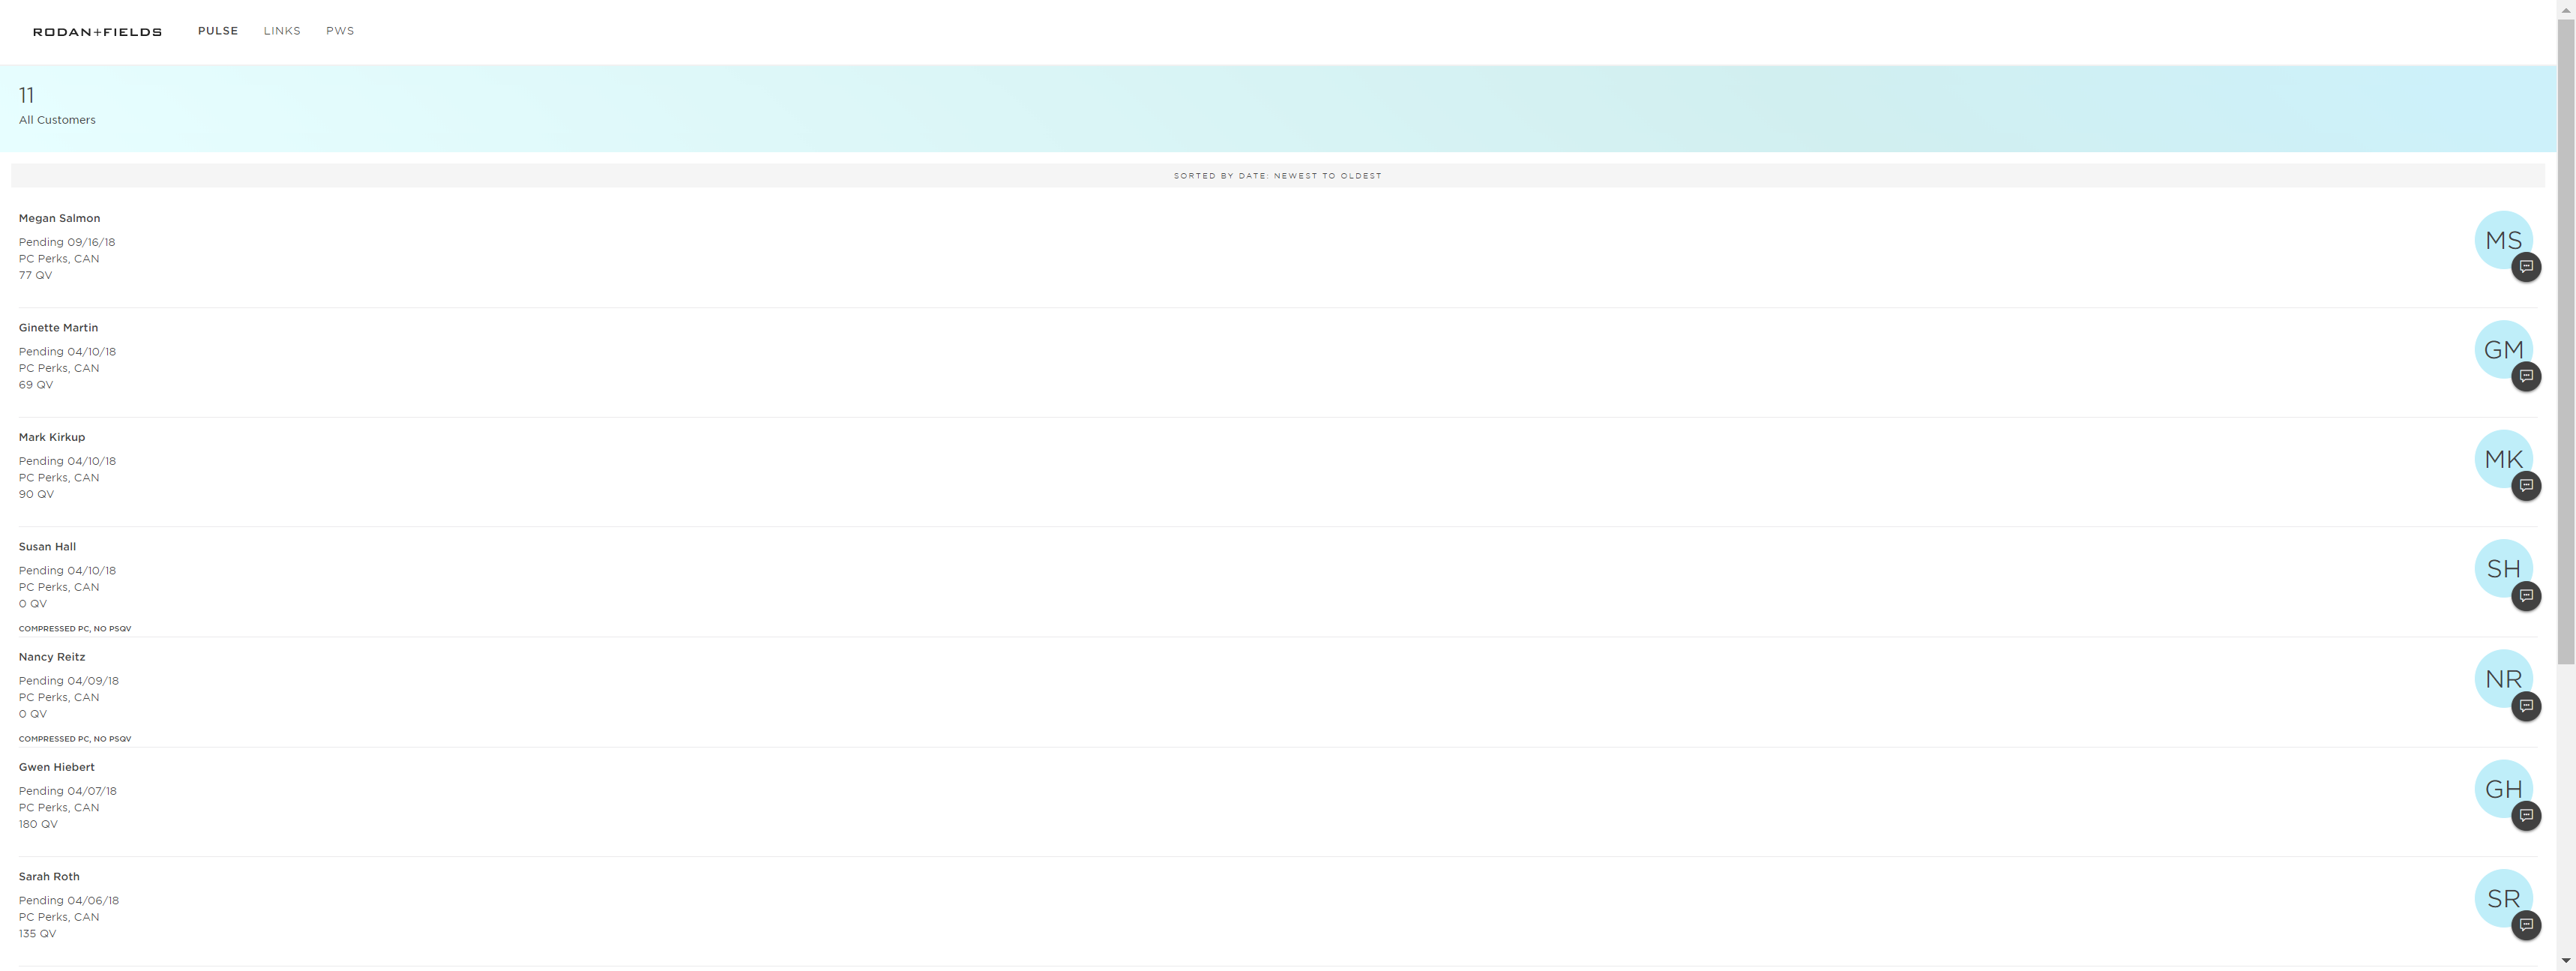 RODAN+FIELDS PULSE LINKS PWS
11
All Customers
SORTED BY DATE: NEWEST TO OLDEST
Megan Salmon
Pending 09/16/18
PC Perks, CAN
77 QV
MS
Ginette Martin
Pending 04/10/18
PC Perks, CAN
69 QV
GM
Mark Kirkup
Pending 04/10/18
PC Perks, CAN
90 QV
MK
Susan Hall
Pending 04/10/18
PC Perks, CAN
0 QV
COMPRESSED PC, NO PSQV
SH
Nancy Reitz
Pending 04/09/18
PC Perks, CAN
0 QV
COMPRESSED PC, NO PSQV
NR
Gwen Hiebert
Pending 04/07/18
PC Perks, CAN
180 QV
GH
Sarah Roth
Pending 04/06/18
PC Perks, CAN
135 QV
SR